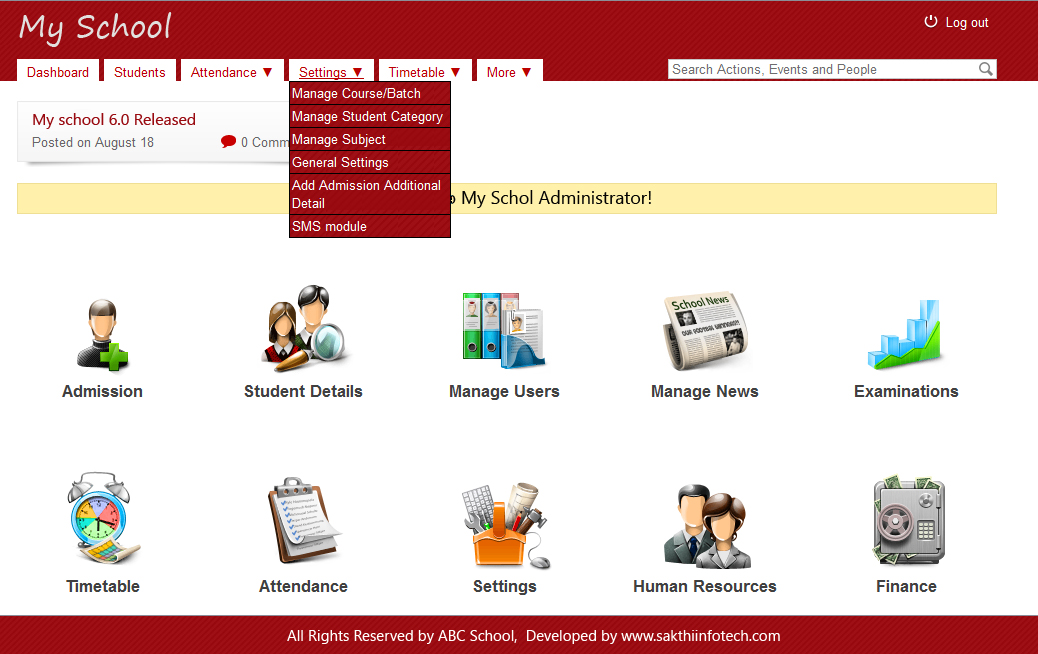 My School
Log out
Dashboard
Students
Attendance ▼
Settings ▼
Timetable ▼
More ▼
Search Actions, Events and People
Manage Course/Batch
Manage Student Category
Manage Subject
General Settings
Add Admission Additional
Detail
SMS module
My school 6.0 Released
Posted on August 18
0 Comm
My Schol Administrator!
School News
Admission
Student Details
Manage Users
Manage News
Examinations
Timetable
Attendance
Settings
Human Resources
Finance
All Rights Reserved by ABC School, Developed by www.sakthiinfotech.com